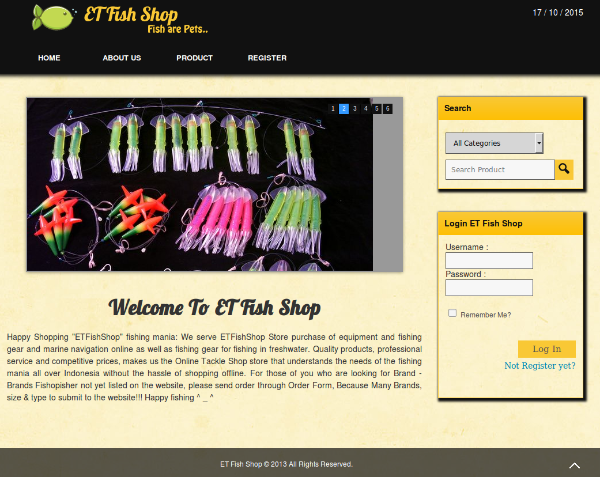 ET Fish Shop
Fish are Pets..
17 / 10 / 2015
HOME ABOUT US PRODUCT REGISTER
1 2 3 4 5 6
Search
All Categories
Search Product
Login ET Fish Shop
Username :
Password :
Remember Me?
Log In
Not Register yet?
Welcome To ET Fish Shop
Happy Shopping "ETFishShop" fishing mania: We serve ETFishShop Store purchase of equipment and fishing
gear and marine navigation online as well as fishing gear for fishing in freshwater. Quality products, professional
service and competitive prices, makes us the Online Tackle Shop store that understands the needs of the fishing
mania all over Indonesia without the hassle of shopping offline. For those of you who are looking for Brand -
Brands Fishopisher not yet listed on the website, please send order through Order Form, Because Many Brands,
size & type to submit to the website!!! Happy fishing ^ _ ^
ET Fish Shop © 2013 All Rights Reserved.